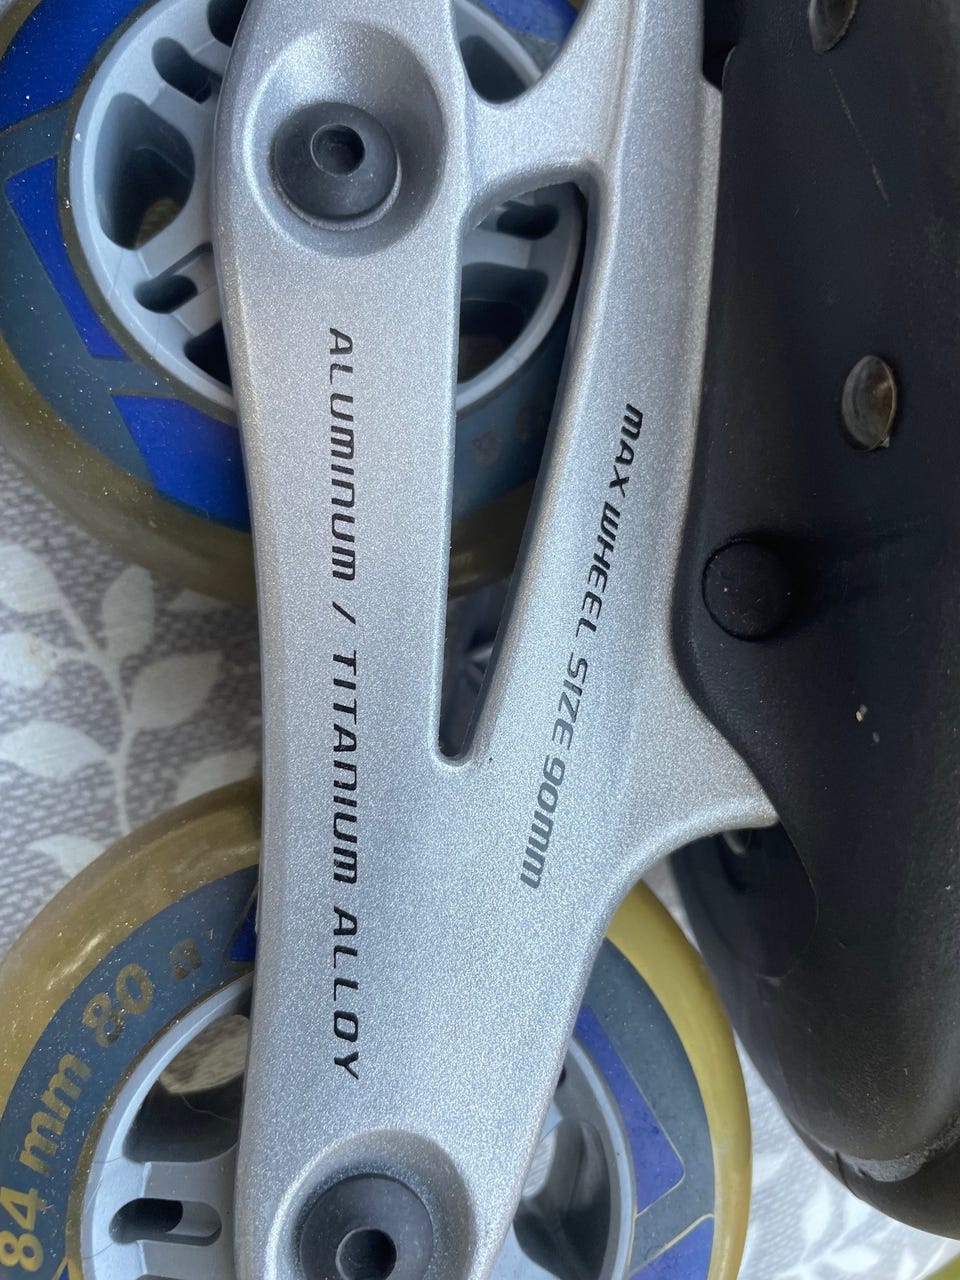 ALUMINUM / TITANIUM ALLOY
MAX WHEEL SIZE 90mm
84 mm 80 a